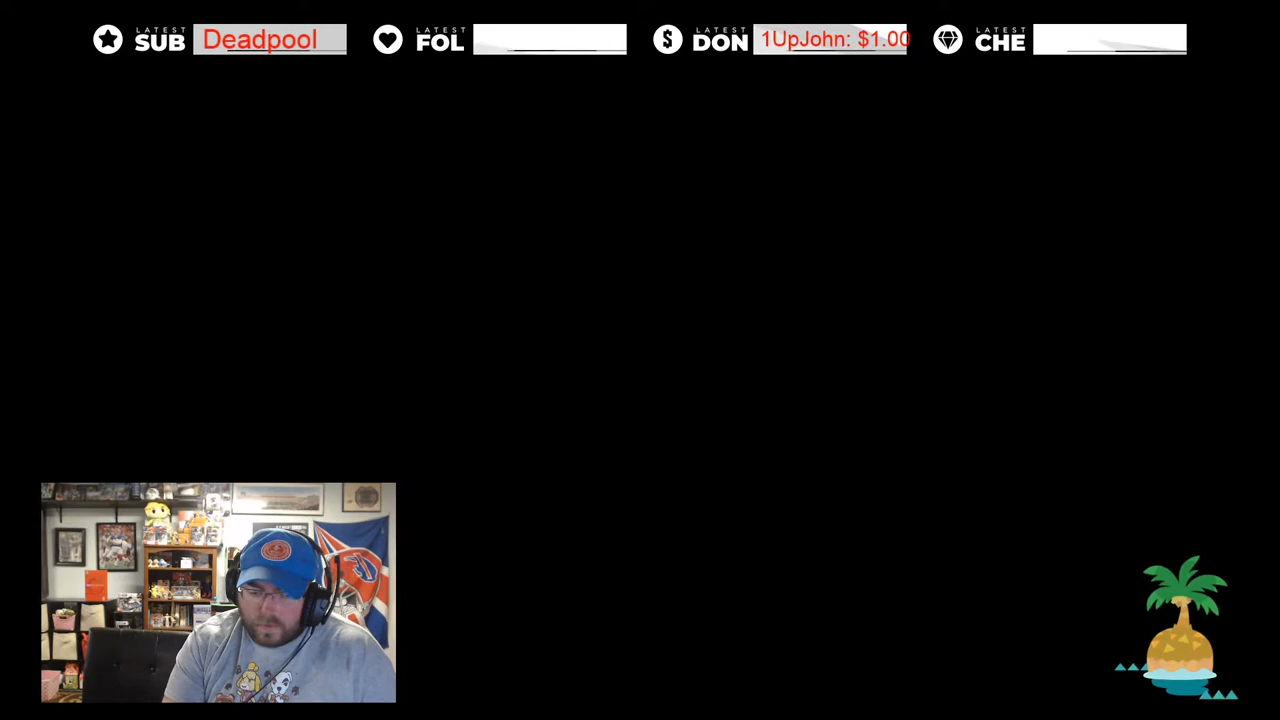 LATEST
SUB
Deadpool
LATEST
FOL
LATEST
DON
1UpJohn: $1.00
LATEST
CHE